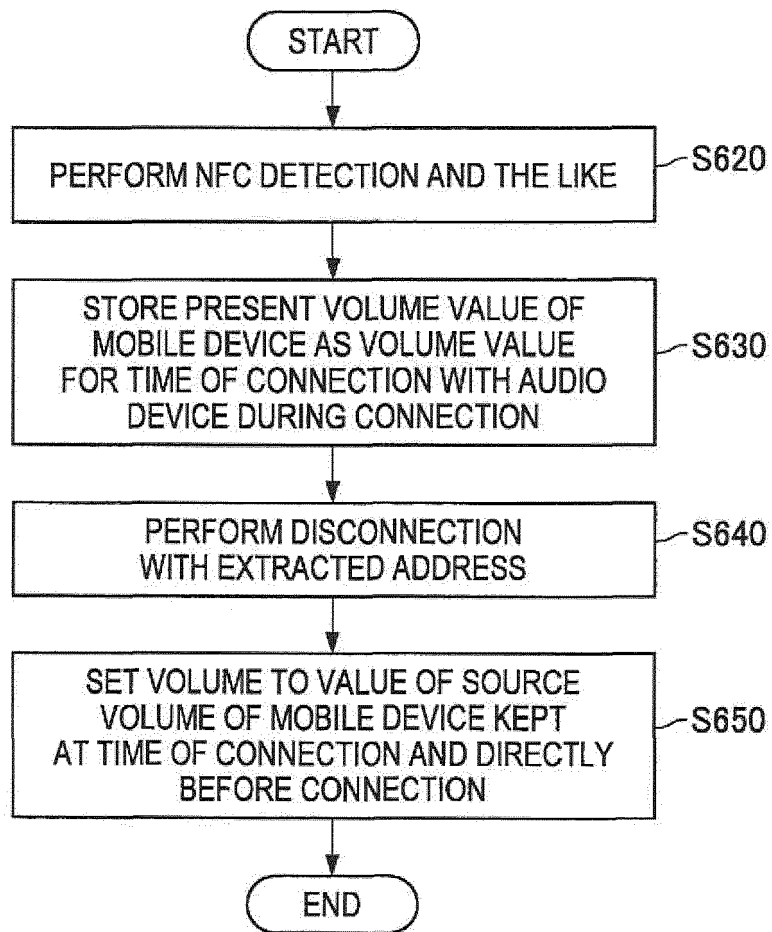 START
PERFORM NFC DETECTION AND THE LIKE
S620
STORE PRESENT VOLUME VALUE OF
MOBILE DEVICE AS VOLUME VALUE
FOR TIME OF CONNECTION WITH AUDIO
DEVICE DURING CONNECTION
S630
PERFORM DISCONNECTION
WITH EXTRACTED ADDRESS
S640
SET VOLUME TO VALUE OF SOURCE
VOLUME OF MOBILE DEVICE KEPT
AT TIME OF CONNECTION AND DIRECTLY
BEFORE CONNECTION
S650
END